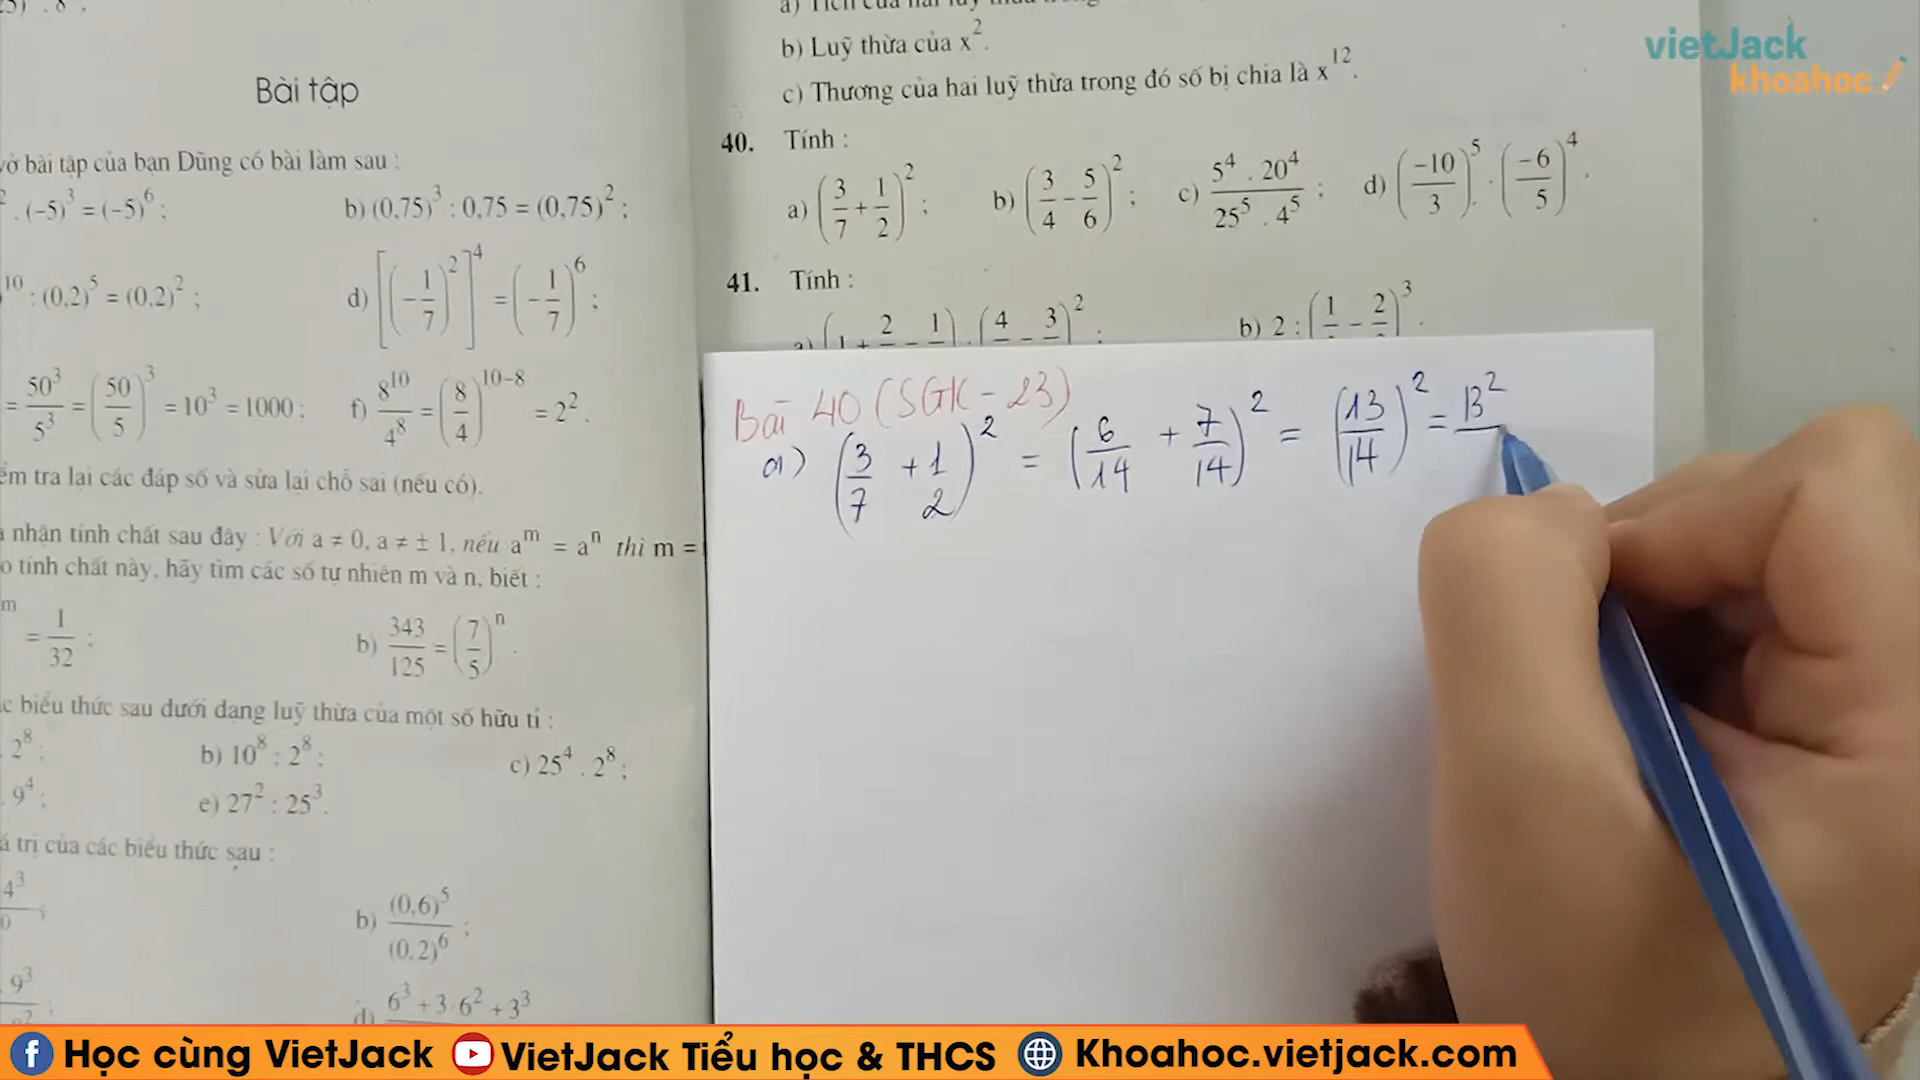 Bài tập
vở bài tập của bạn Dũng có bài làm sau :
. (−5)³ = (−5)⁶ ;
b) (0,75)³ : 0,75 = (0,75)² ;
¹⁰ : (0,2)⁵ = (0,2)² ;
d) [(−1/7)²]⁴ = (−1/7)⁶ ;
= 50³/5³ = (50/5)³ = 10³ = 1000 ;
f) 8¹⁰/4⁸ = (8/4)¹⁰⁻⁸ = 2².
tra lại các đáp số và sửa lại chỗ sai (nếu có).
nhận tính chất sau đây : Với a ≠ 0, a ≠ ± 1, nếu aᵐ = aⁿ thì m =
tính chất này, hãy tìm các số tự nhiên m và n, biết :
ᵐ = 1/32 ;
b) 343/125 = (7/5)ⁿ.
biểu thức sau dưới dạng luỹ thừa của một số hữu tỉ :
2⁸ ;
b) 10⁸ : 2⁸ ;
c) 25⁴ . 2⁸ ;
. 9⁴ ;
e) 27² : 25³.
trị của các biểu thức sau :
4³
b) (0,6)⁵/(0,2)⁶ ;
9³
d) 6³ + 3.6² + 3³
b) Luỹ thừa của x².
c) Thương của hai luỹ thừa trong đó số bị chia là x¹².
40. Tính :
a) (3/7 + 1/2)² ; b) (3/4 − 5/6)² ; c) 5⁴ . 20⁴/25⁵ . 4⁵ ; d) (−10/3)⁵ . (−6/5)⁴.
41. Tính :
b) 2 : (1 − 2)³.
Bài 40 (SGK - 23)
a) (3/7 + 1/2)² = (6/14 + 7/14)² = (13/14)² = 13²
vietJack
khoahoc
Học cùng VietJack VietJack Tiểu học & THCS Khoahoc.vietjack.com